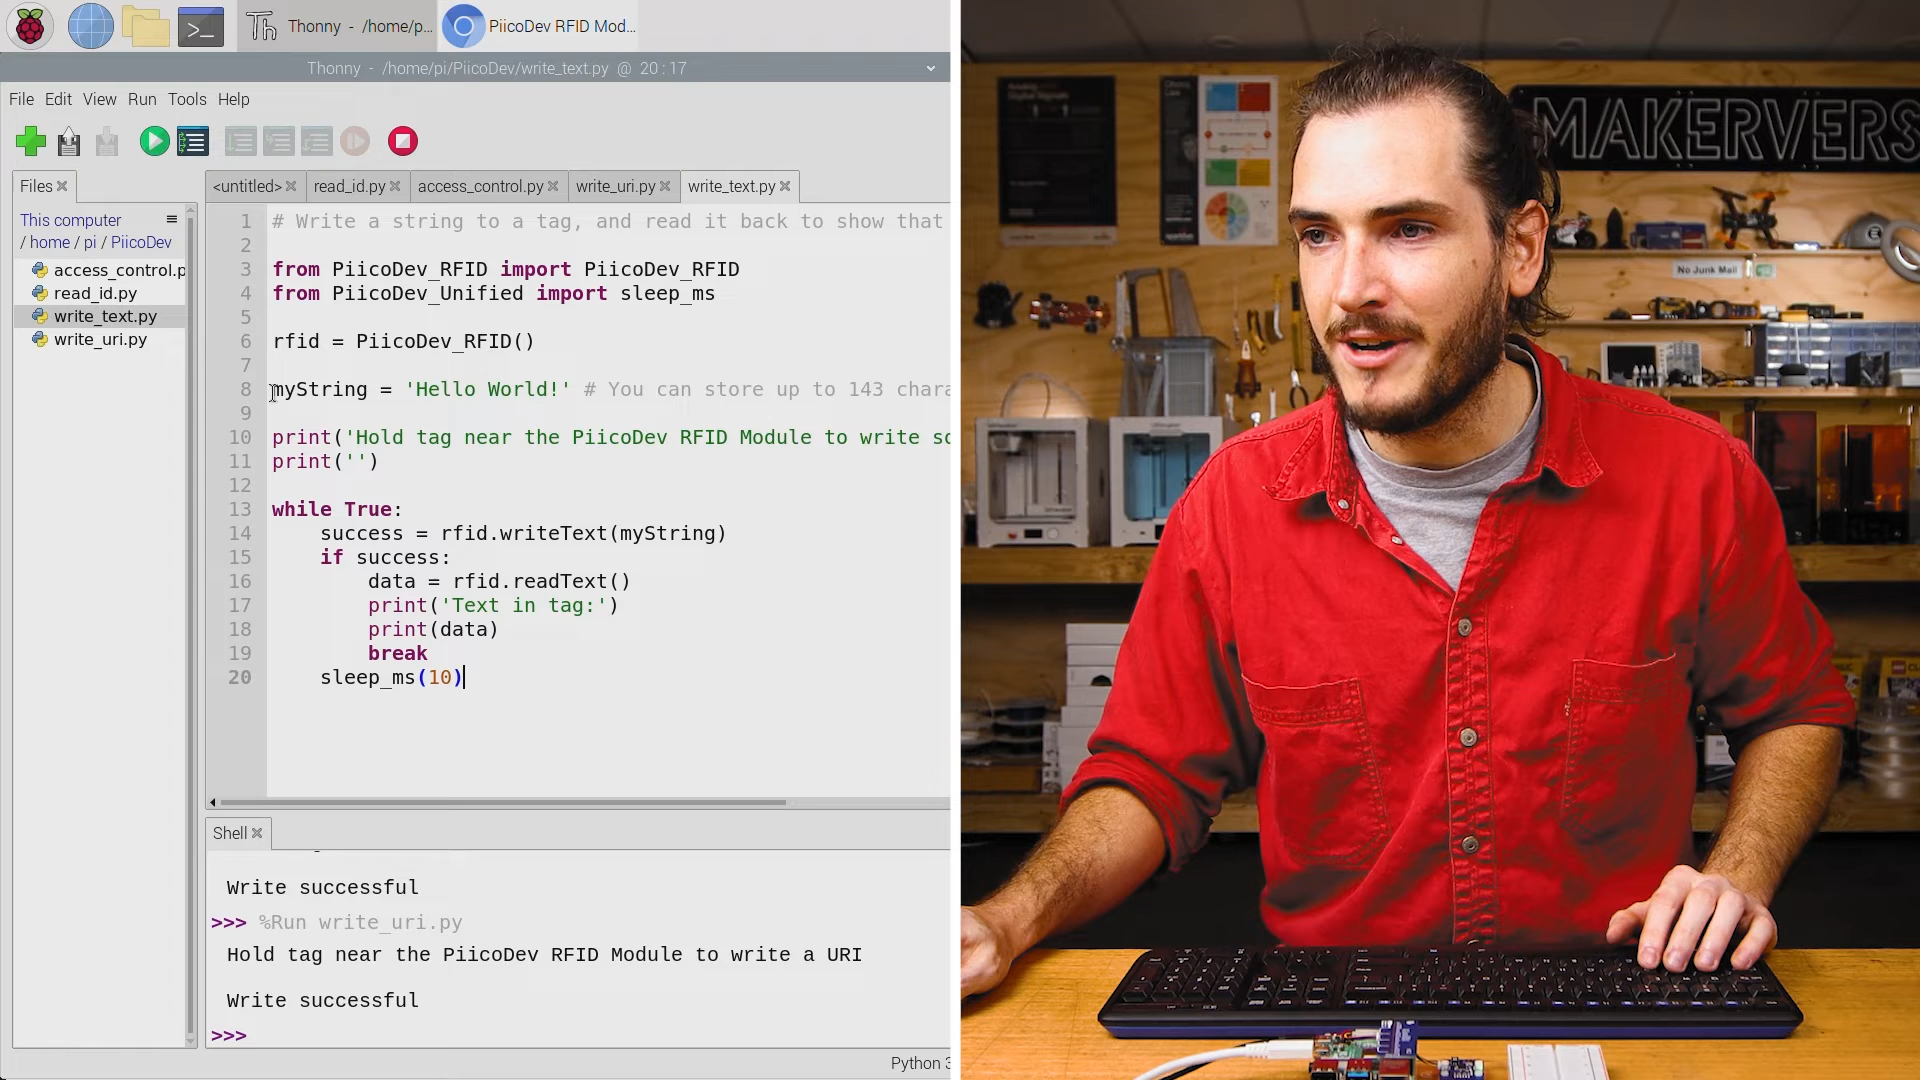 Thonny - /home/p...
PiicoDev RFID Mod...
Thonny - /home/pi/PiicoDev/write_text.py @ 20:17
File Edit View Run Tools Help
Files
This computer
/ home / pi / PiicoDev
access_control.p
read_id.py
write_text.py
write_uri.py
<untitled> read_id.py access_control.py write_uri.py write_text.py
1 # Write a string to a tag, and read it back to show that
2
3 from PiicoDev_RFID import PiicoDev_RFID
4 from PiicoDev_Unified import sleep_ms
5
6 rfid = PiicoDev_RFID()
7
8 myString = 'Hello World!' # You can store up to 143 chara
9
10 print('Hold tag near the PiicoDev RFID Module to write so
11 print('')
12
13 while True:
14 success = rfid.writeText(myString)
15 if success:
16 data = rfid.readText()
17 print('Text in tag:')
18 print(data)
19 break
20 sleep_ms(10)
Shell
Write successful
>>> %Run write_uri.py
Hold tag near the PiicoDev RFID Module to write a URI
Write successful
>>>
Python 3
MAKERVERS
No Junk Mail